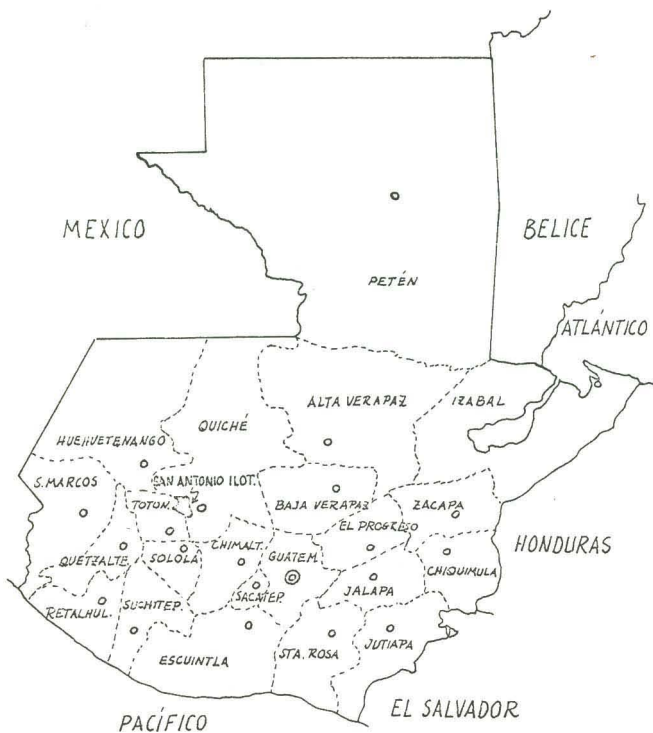 MEXICO
BELICE
PETÉN
ATLÁNTICO
ALTA VERAPAZ
IZABAL
QUICHÉ
HUEHUETENANGO
SAN ANTONIO ILOT.
S. MARCOS
TOTON.
BAJA VERAPAZ
ZACAPA
EL PROGRESO
HONDURAS
QUETZALTE.
SOLOLA
CHIMALT.
GUATEM.
CHIQUIMULA
SACATEP.
JALAPA
RETALHUL.
SUCHITEP.
ESCUINTLA
STA. ROSA
JUTIAPA
EL SALVADOR
PACÍFICO